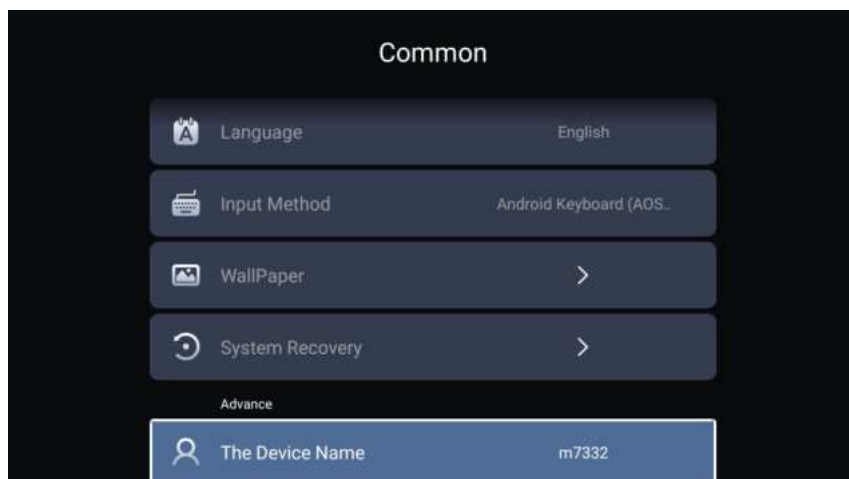 Common
Language English
Input Method Android Keyboard (AOS..
WallPaper
System Recovery
Advance
The Device Name m7332